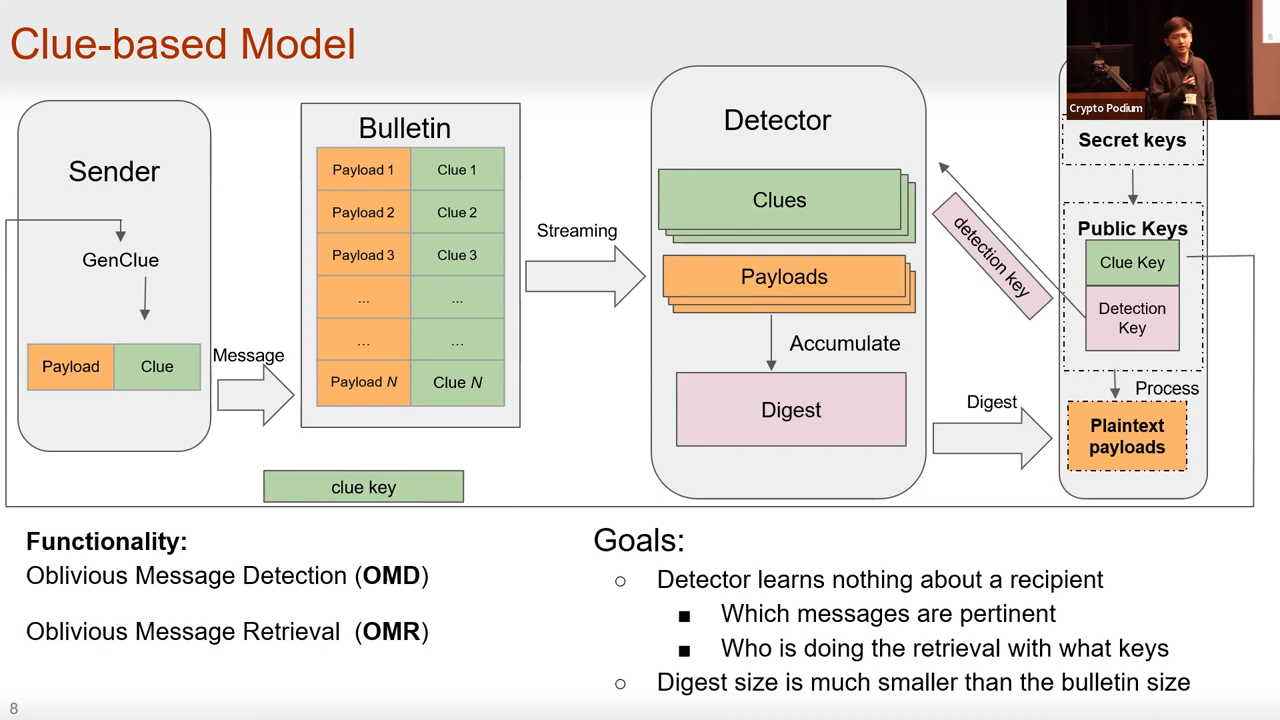 Clue-based Model
Crypto Podium
Sender
GenClue
Payload
Clue
Message
Bulletin
Payload 1
Clue 1
Payload 2
Clue 2
Payload 3
Clue 3
...
...
...
...
Payload N
Clue N
clue key
Streaming
Detector
Clues
Payloads
Accumulate
Digest
Digest
detection key
Secret keys
Public Keys
Clue Key
Detection
Key
Process
Plaintext
payloads
Functionality:
Oblivious Message Detection (OMD)
Oblivious Message Retrieval (OMR)
Goals:
○ Detector learns nothing about a recipient
■ Which messages are pertinent
■ Who is doing the retrieval with what keys
○ Digest size is much smaller than the bulletin size
8